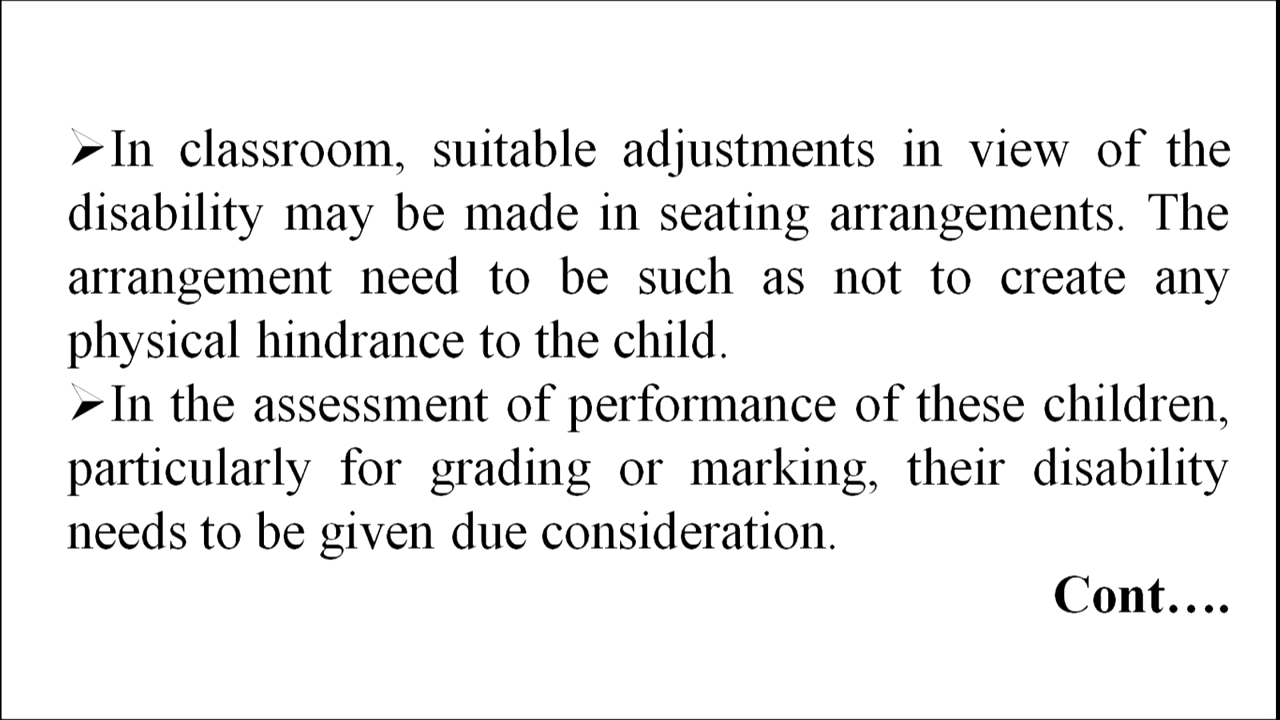 ➢In classroom, suitable adjustments in view of the
disability may be made in seating arrangements. The
arrangement need to be such as not to create any
physical hindrance to the child.
➢In the assessment of performance of these children,
particularly for grading or marking, their disability
needs to be given due consideration.
Cont….